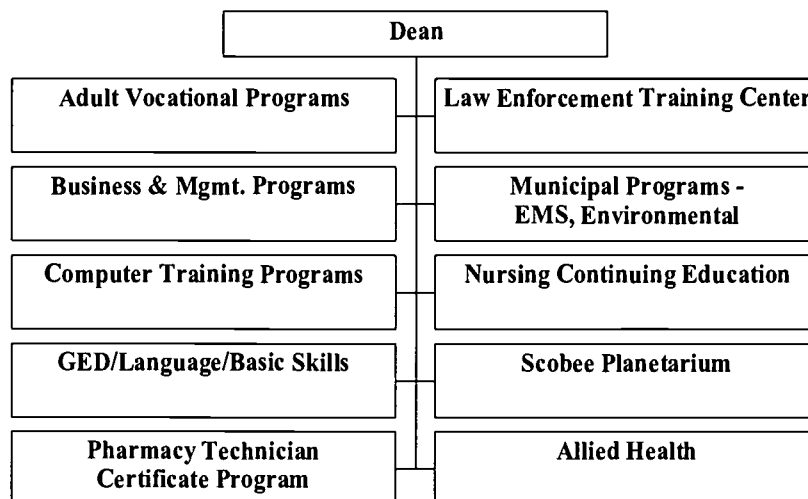 Dean
Adult Vocational Programs
Law Enforcement Training Center
Business & Mgmt. Programs
Municipal Programs -
EMS, Environmental
Computer Training Programs
Nursing Continuing Education
GED/Language/Basic Skills
Scobee Planetarium
Pharmacy Technician
Certificate Program
Allied Health